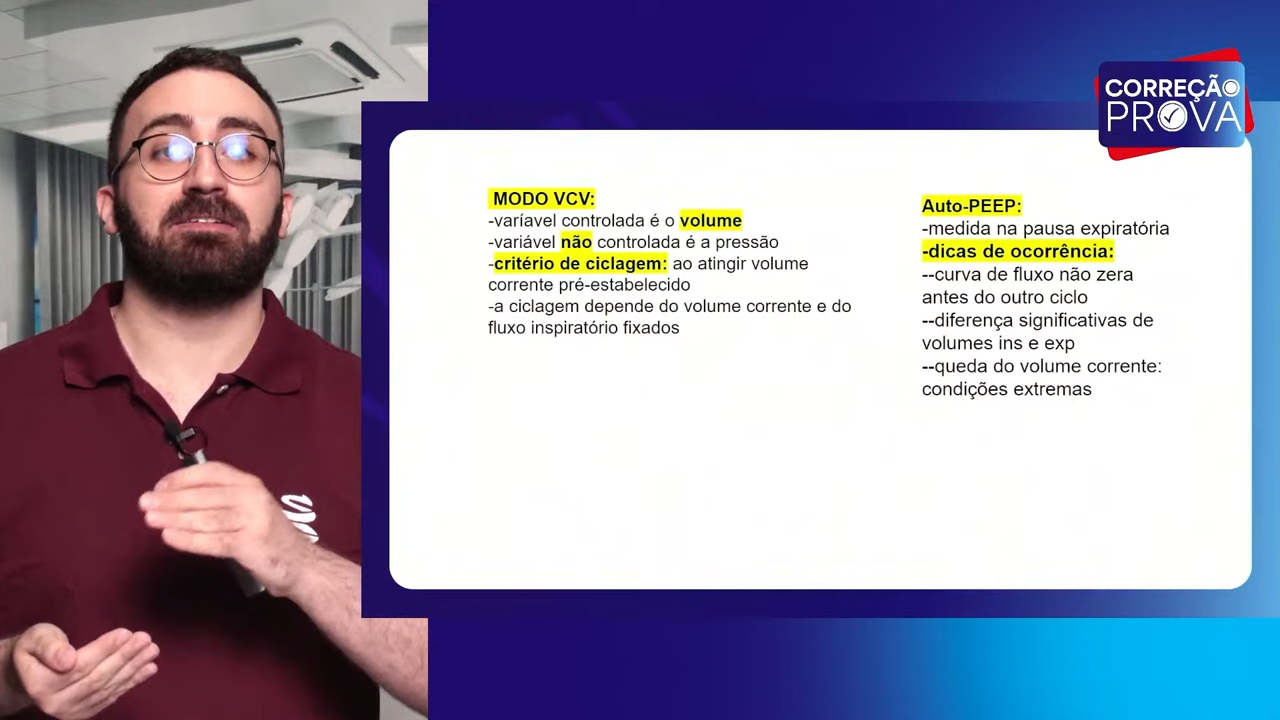 CORREÇÃO
PROVA
MODO VCV:
-varíavel controlada é o volume
-variável não controlada é a pressão
-critério de ciclagem: ao atingir volume
corrente pré-estabelecido
-a ciclagem depende do volume corrente e do
fluxo inspiratório fixados
Auto-PEEP:
-medida na pausa expiratória
-dicas de ocorrência:
--curva de fluxo não zera
antes do outro ciclo
--diferença significativas de
volumes ins e exp
--queda do volume corrente:
condições extremas